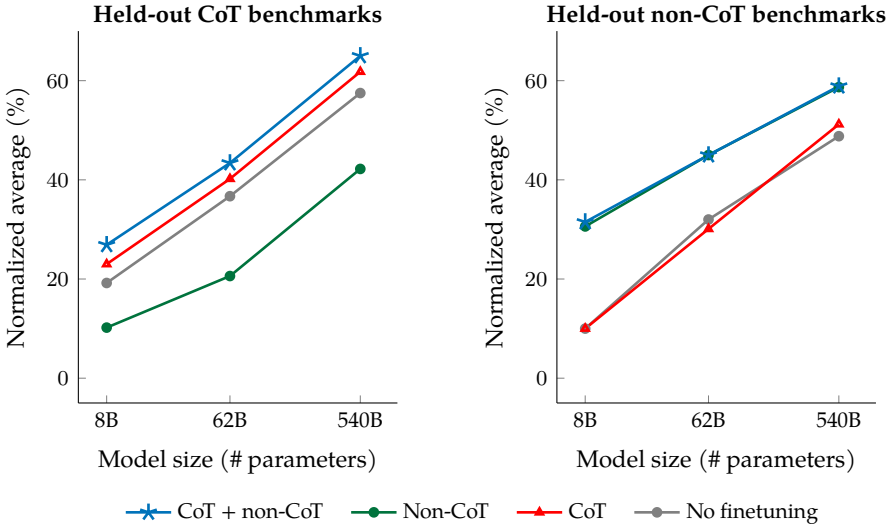 Held-out CoT benchmarks
Normalized average (%)
60
40
20
0
8B 62B 540B
Model size (# parameters)
Held-out non-CoT benchmarks
Normalized average (%)
60
40
20
0
8B 62B 540B
Model size (# parameters)
CoT + non-CoT Non-CoT CoT No finetuning